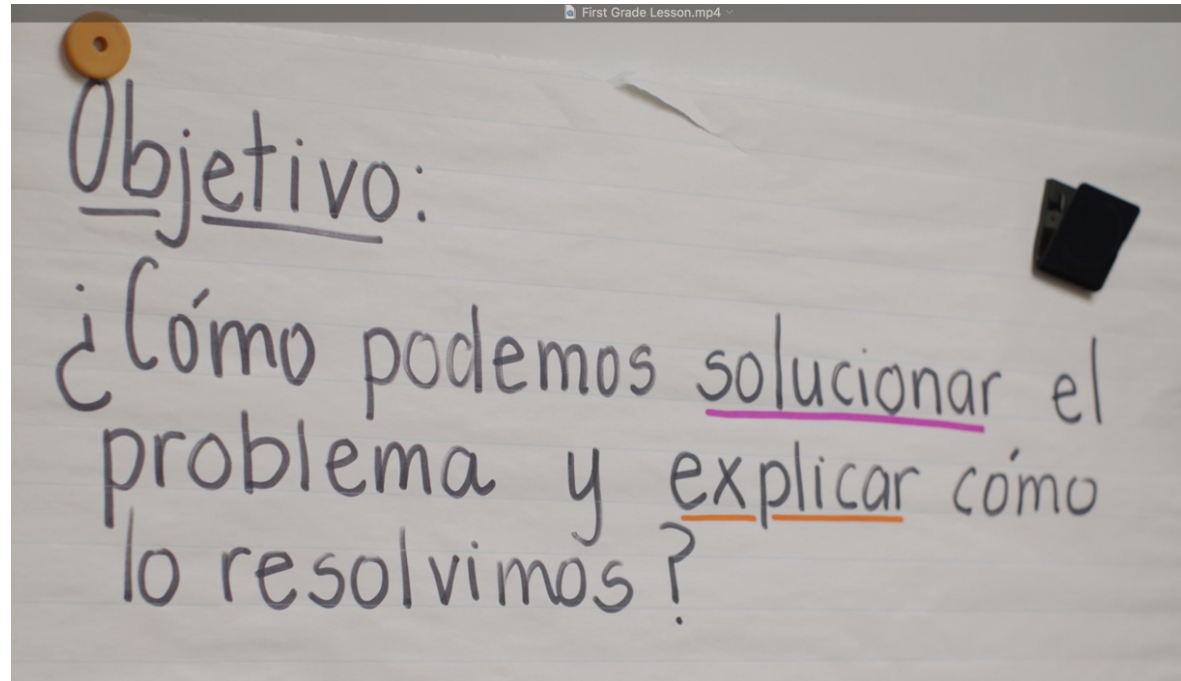 First Grade Lesson.mp4
Objetivo:
¿Cómo podemos solucionar el
problema y explicar cómo
lo resolvimos?